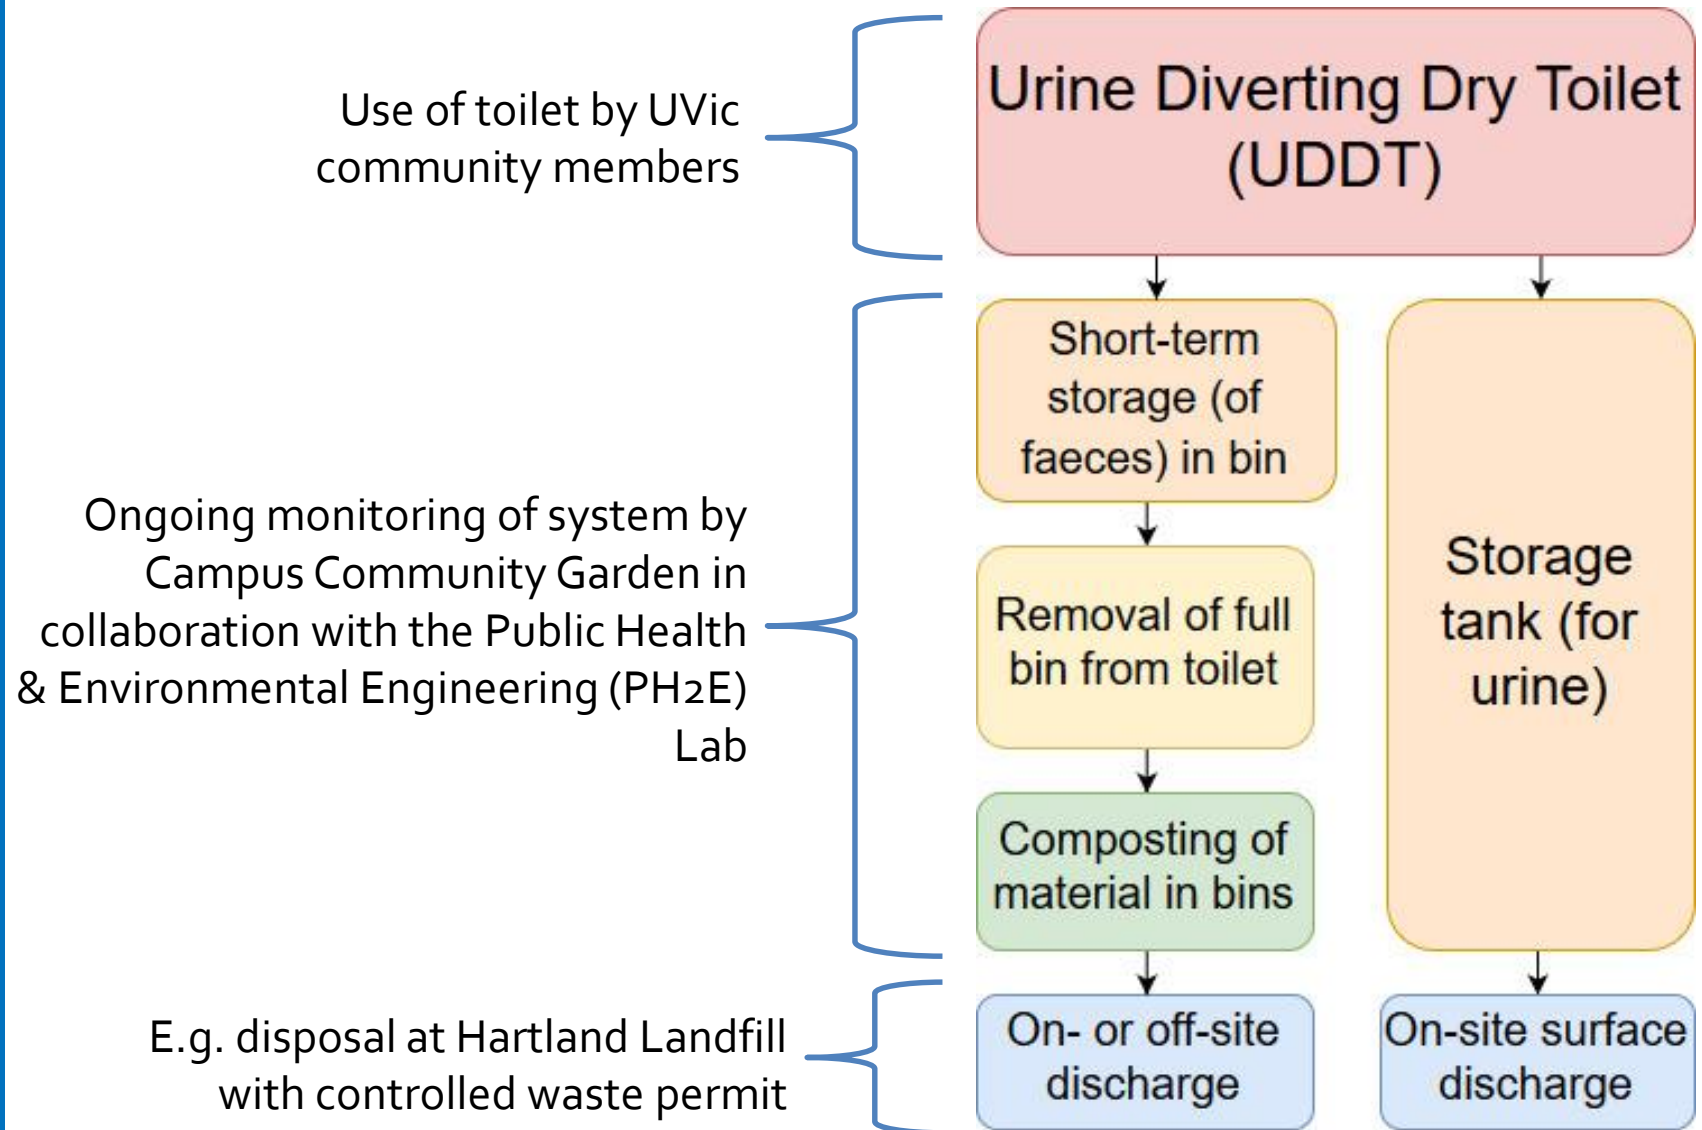 Use of toilet by UVic
community members
Urine Diverting Dry Toilet
(UDDT)
Ongoing monitoring of system by
Campus Community Garden in
collaboration with the Public Health
& Environmental Engineering (PH2E)
Lab
Short-term
storage (of
faeces) in bin
Removal of full
bin from toilet
Composting of
material in bins
Storage
tank (for
urine)
E.g. disposal at Hartland Landfill
with controlled waste permit
On- or off-site
discharge
On-site surface
discharge